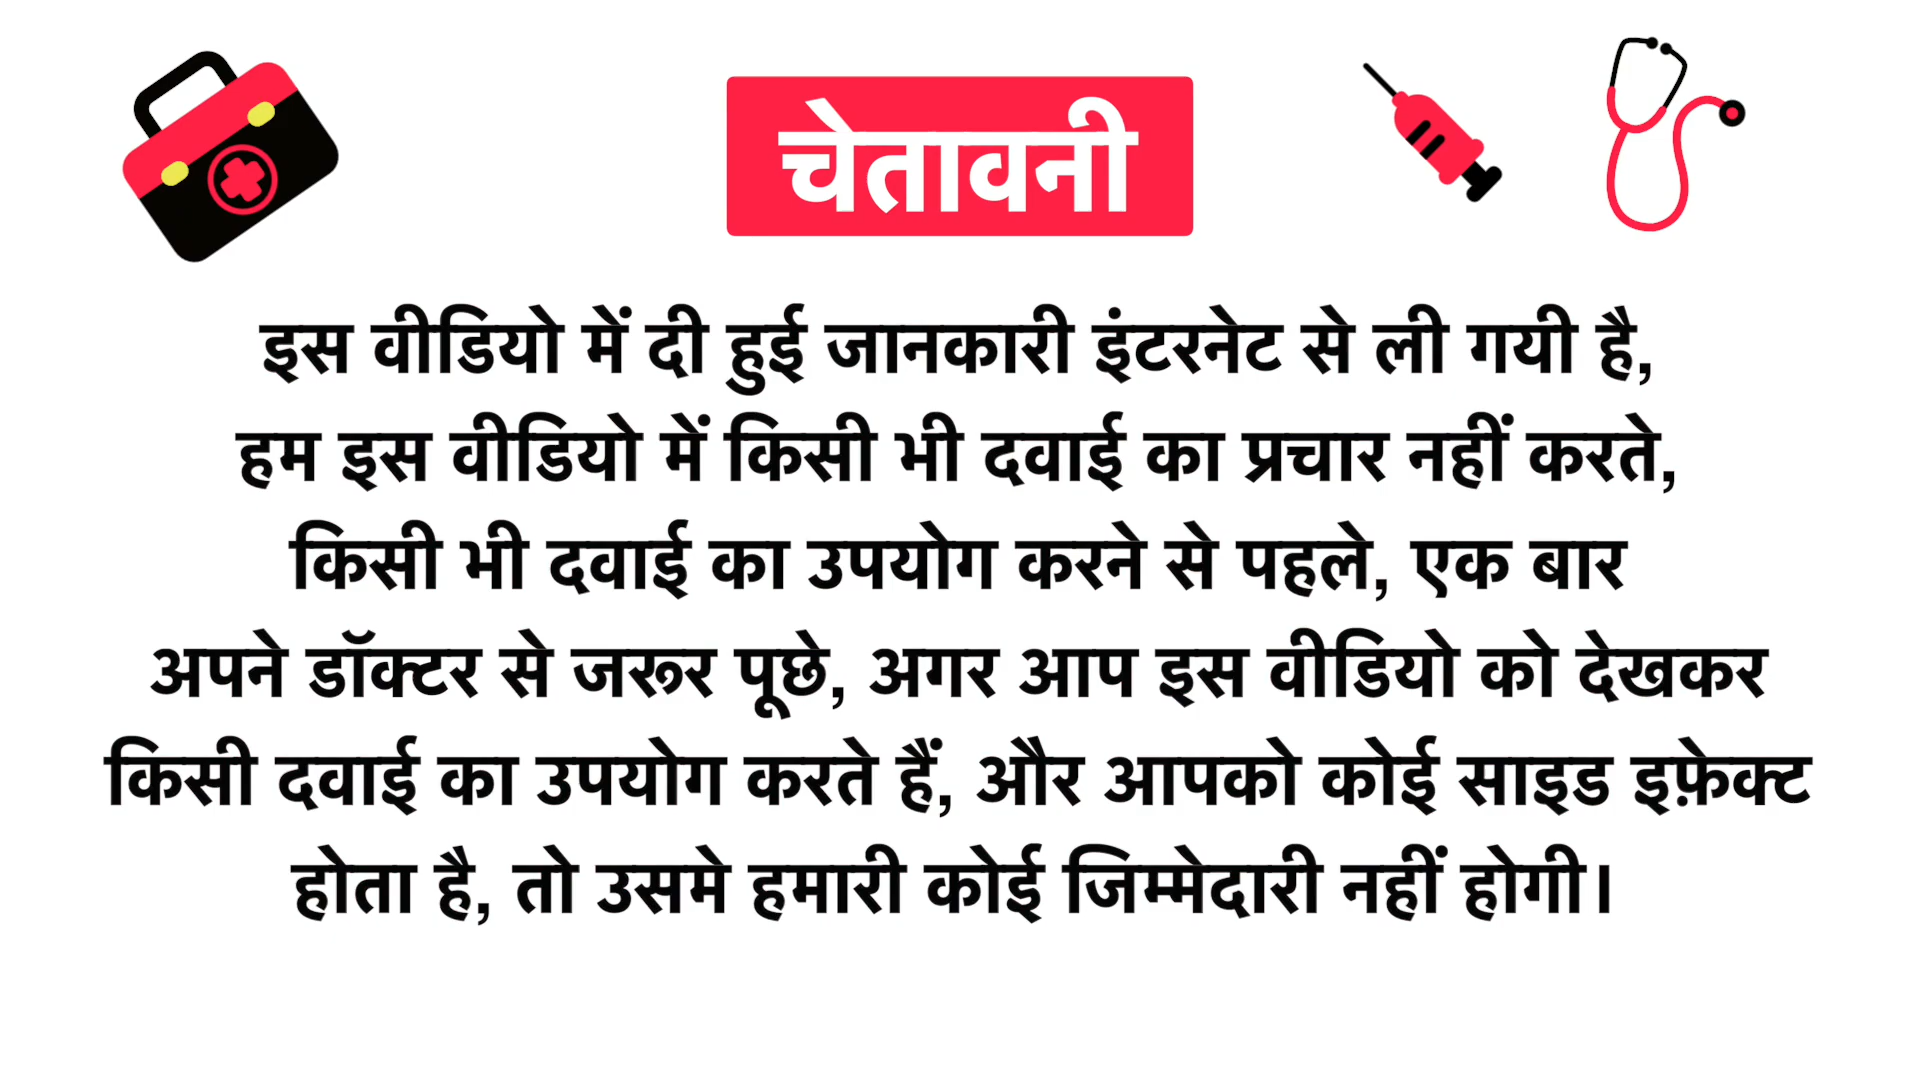 चेतावनी
इस वीडियो में दी हुई जानकारी इंटरनेट से ली गयी है,
हम इस वीडियो में किसी भी दवाई का प्रचार नहीं करते,
किसी भी दवाई का उपयोग करने से पहले, एक बार
अपने डॉक्टर से जरूर पूछे, अगर आप इस वीडियो को देखकर
किसी दवाई का उपयोग करते हैं, और आपको कोई साइड इफ़ेक्ट
होता है, तो उसमे हमारी कोई जिम्मेदारी नहीं होगी।